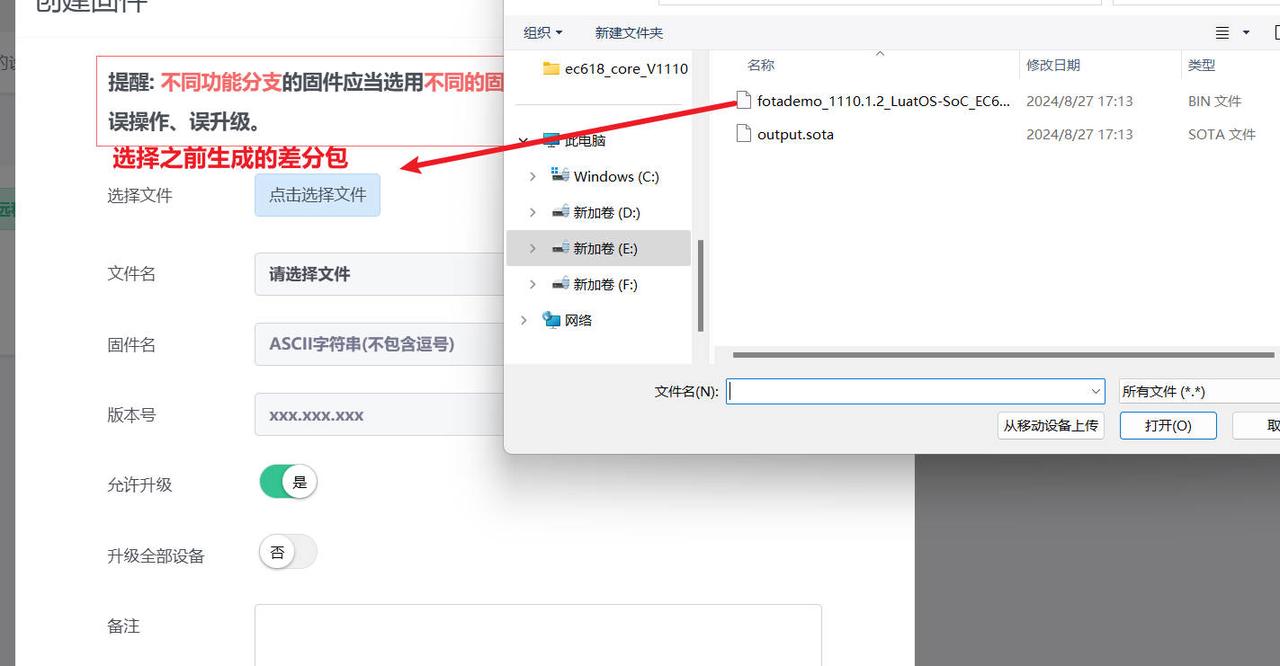 创建固件
提醒: 不同功能分支的固件应当选用不同的固
误操作、误升级。
选择之前生成的差分包
选择文件
点击选择文件
文件名
请选择文件
固件名
ASCII字符串(不包含逗号)
版本号
xxx.xxx.xxx
允许升级
是
升级全部设备
否
备注
组织
新建文件夹
ec618_core_V1110
此电脑
Windows (C:)
新加卷 (D:)
新加卷 (E:)
新加卷 (F:)
网络
名称 修改日期 类型
fotademo_1110.1.2_LuatOS-SoC_EC6... 2024/8/27 17:13 BIN 文件
output.sota 2024/8/27 17:13 SOTA 文件
文件名(N):
所有文件 (*.*)
从移动设备上传
打开(O)
取